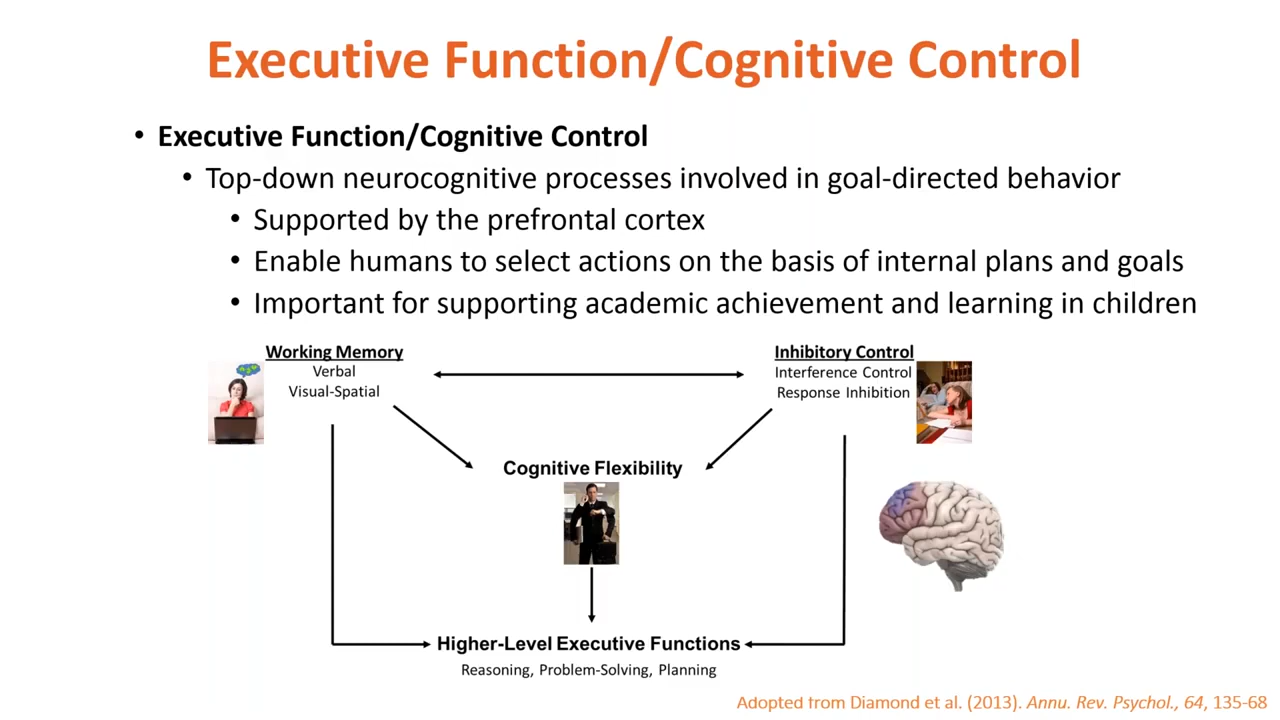 Executive Function/Cognitive Control
• Executive Function/Cognitive Control
• Top-down neurocognitive processes involved in goal-directed behavior
• Supported by the prefrontal cortex
• Enable humans to select actions on the basis of internal plans and goals
• Important for supporting academic achievement and learning in children
Working Memory
Verbal
Visual-Spatial
Inhibitory Control
Interference Control
Response Inhibition
Cognitive Flexibility
Higher-Level Executive Functions
Reasoning, Problem-Solving, Planning
Adopted from Diamond et al. (2013). Annu. Rev. Psychol., 64, 135-68